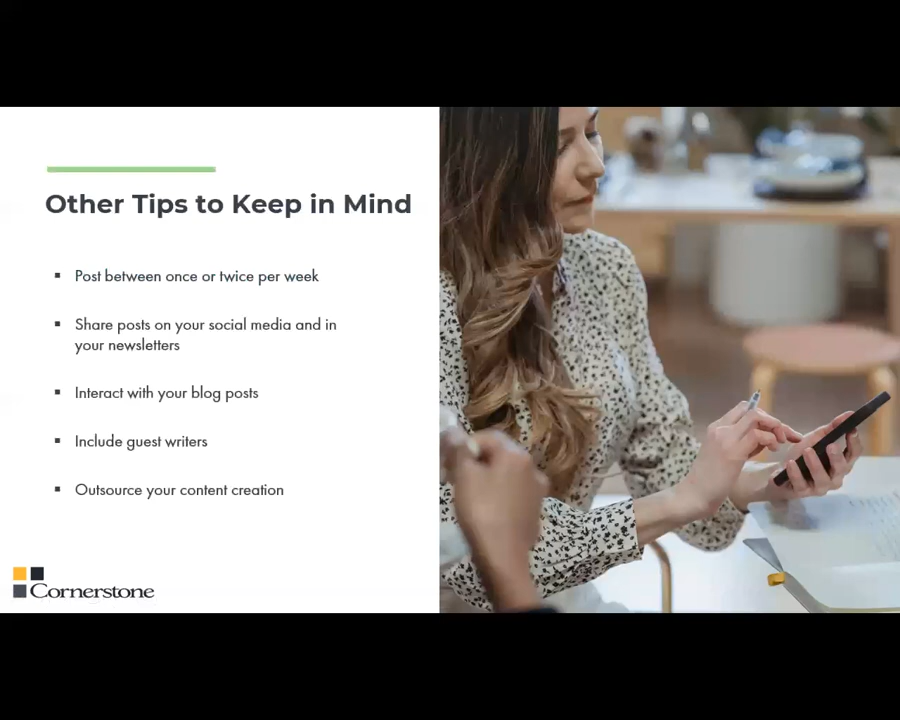 Other Tips to Keep in Mind
Post between once or twice per week
Share posts on your social media and in
your newsletters
Interact with your blog posts
Include guest writers
Outsource your content creation
Cornerstone